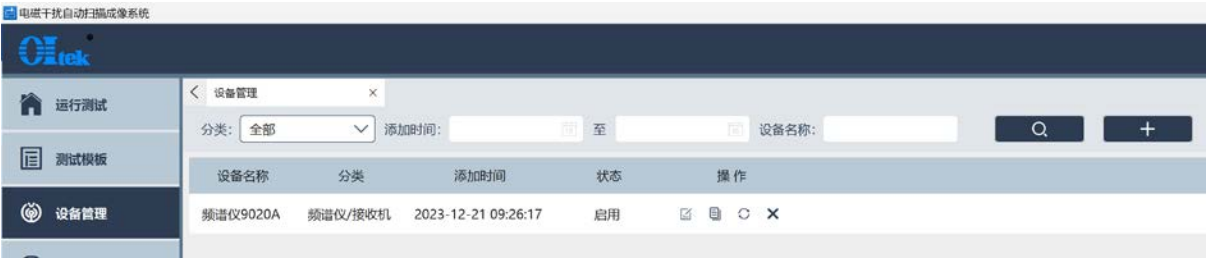 电磁干扰自动扫描成像系统
OItek
运行测试
测试模板
设备管理
设备管理 ×
分类: 全部 添加时间: 至 设备名称:
设备名称 分类 添加时间 状态 操作
频谱仪9020A 频谱仪/接收机 2023-12-21 09:26:17 启用